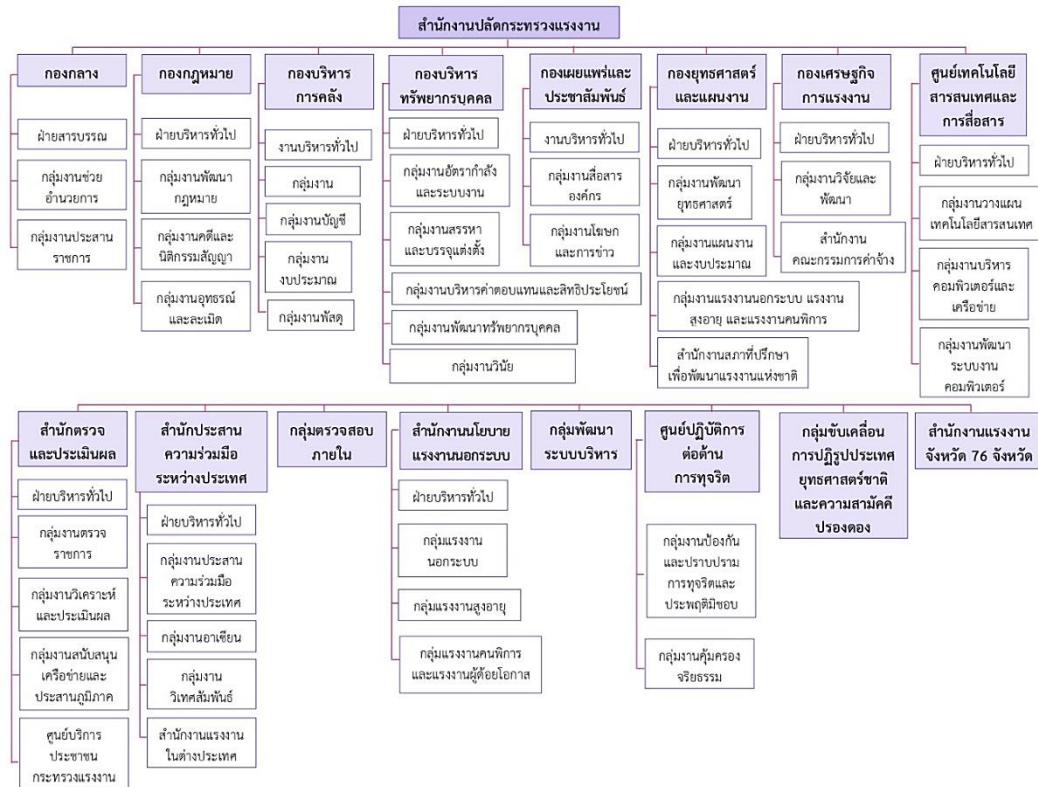 สำนักงานปลัดกระทรวงแรงงาน
กองกลาง
ฝ่ายสารบรรณ
กลุ่มงานช่วย
อำนวยการ
กลุ่มงานประสาน
ราชการ
กองกฎหมาย
ฝ่ายบริหารทั่วไป
กลุ่มงานพัฒนา
กฎหมาย
กลุ่มงานคดีและ
นิติกรรมสัญญา
กลุ่มงานอุทธรณ์
และละเมิด
กองบริหาร
การคลัง
งานบริหารทั่วไป
กลุ่มงาน
กลุ่มงานบัญชี
กลุ่มงาน
งบประมาณ
กลุ่มงานพัสดุ
กองบริหาร
ทรัพยากรบุคคล
ฝ่ายบริหารทั่วไป
กลุ่มงานอัตรากำลัง
และระบบงาน
กลุ่มงานสรรหา
และบรรจุแต่งตั้ง
กลุ่มงานบริหารค่าตอบแทนและสิทธิประโยชน์
กลุ่มงานพัฒนาทรัพยากรบุคคล
กลุ่มงานวินัย
กองเผยแพร่และ
ประชาสัมพันธ์
งานบริหารทั่วไป
กลุ่มงานสื่อสาร
องค์กร
กลุ่มงานโฆษก
และการข่าว
กองยุทธศาสตร์
และแผนงาน
ฝ่ายบริหารทั่วไป
กลุ่มงานพัฒนา
ยุทธศาสตร์
กลุ่มงานแผนงาน
และงบประมาณ
กลุ่มงานแรงงานนอกระบบ แรงงาน
สูงอายุ และแรงงานคนพิการ
สำนักงานสภาที่ปรึกษา
เพื่อพัฒนาแรงงานแห่งชาติ
กองเศรษฐกิจ
การแรงงาน
ฝ่ายบริหารทั่วไป
กลุ่มงานวิจัยและ
พัฒนา
สำนักงาน
คณะกรรมการค่าจ้าง
ศูนย์เทคโนโลยี
สารสนเทศและ
การสื่อสาร
ฝ่ายบริหารทั่วไป
กลุ่มงานวางแผน
เทคโนโลยีสารสนเทศ
กลุ่มงานบริหาร
คอมพิวเตอร์และ
เครือข่าย
กลุ่มงานพัฒนา
ระบบงาน
คอมพิวเตอร์
สำนักตรวจ
และประเมินผล
ฝ่ายบริหารทั่วไป
กลุ่มงานตรวจ
ราชการ
กลุ่มงานวิเคราะห์
และประเมินผล
กลุ่มงานสนับสนุน
เครือข่ายและ
ประสานภูมิภาค
ศูนย์บริการ
ประชาชน
กระทรวงแรงงาน
สำนักประสาน
ความร่วมมือ
ระหว่างประเทศ
ฝ่ายบริหารทั่วไป
กลุ่มงานประสาน
ความร่วมมือ
ระหว่างประเทศ
กลุ่มงานอาเซียน
กลุ่มงาน
วิเทศสัมพันธ์
สำนักงานแรงงาน
ในต่างประเทศ
กลุ่มตรวจสอบ
ภายใน
สำนักงานนโยบาย
แรงงานนอกระบบ
ฝ่ายบริหารทั่วไป
กลุ่มแรงงาน
นอกระบบ
กลุ่มแรงงานสูงอายุ
กลุ่มแรงงานคนพิการ
และแรงงานผู้ด้อยโอกาส
กลุ่มพัฒนา
ระบบบริหาร
ศูนย์ปฏิบัติการ
ต่อต้าน
การทุจริต
กลุ่มงานป้องกัน
และปราบปราม
การทุจริตและ
ประพฤติมิชอบ
กลุ่มงานคุ้มครอง
จริยธรรม
กลุ่มขับเคลื่อน
การปฏิรูปประเทศ
ยุทธศาสตร์ชาติ
และความสามัคคี
ปรองดอง
สำนักงานแรงงาน
จังหวัด 76 จังหวัด